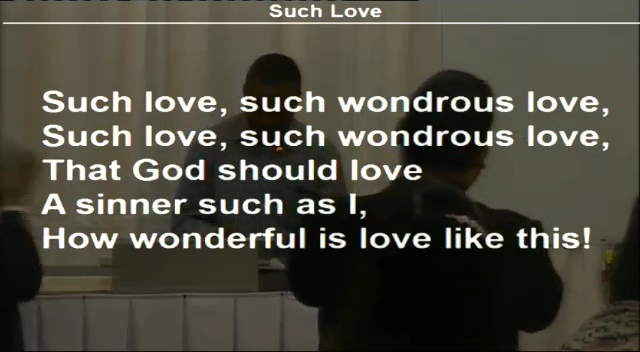 Such Love
Such love, such wondrous love,
Such love, such wondrous love,
That God should love
A sinner such as I,
How wonderful is love like this!